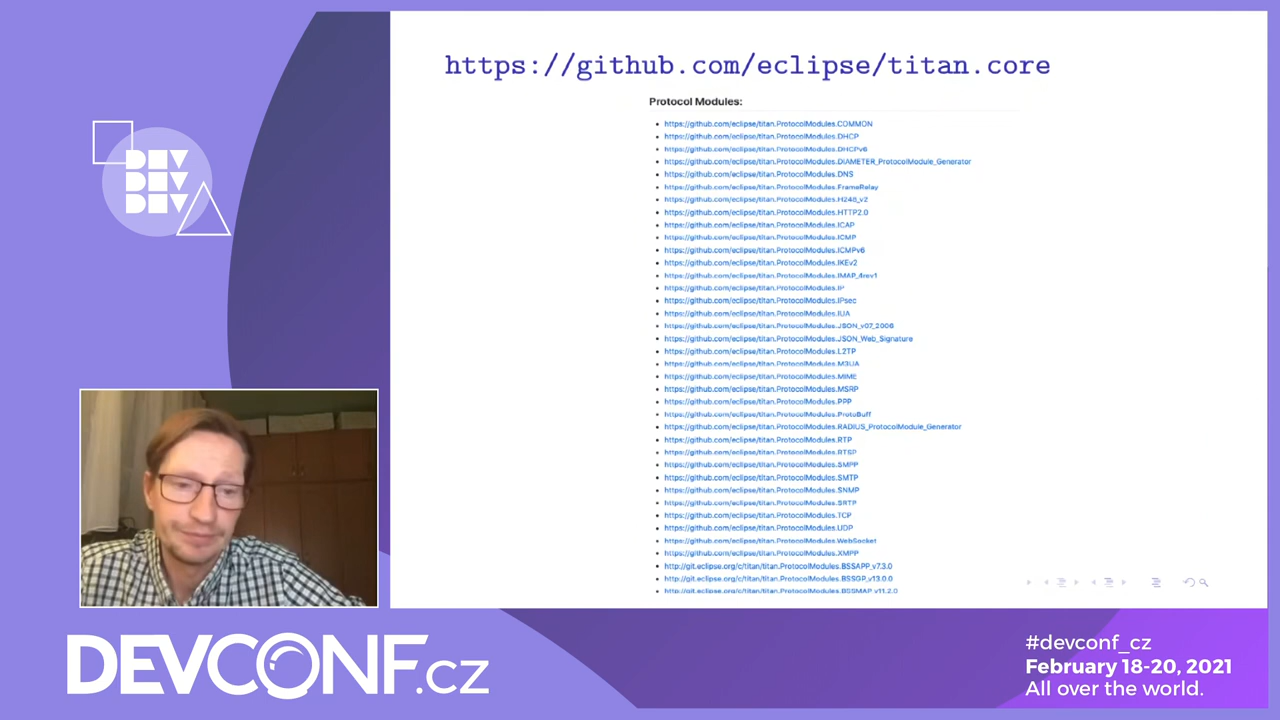 https://github.com/eclipse/titan.core
Protocol Modules:
https://github.com/eclipse/titan.ProtocolModules.COMMON
https://github.com/eclipse/titan.ProtocolModules.DHCP
https://github.com/eclipse/titan.ProtocolModules.DHCPv6
https://github.com/eclipse/titan.ProtocolModules.DIAMETER_ProtocolModule_Generator
https://github.com/eclipse/titan.ProtocolModules.DNS
https://github.com/eclipse/titan.ProtocolModules.FrameRelay
https://github.com/eclipse/titan.ProtocolModules.H248_v2
https://github.com/eclipse/titan.ProtocolModules.HTTP2.0
https://github.com/eclipse/titan.ProtocolModules.ICAP
https://github.com/eclipse/titan.ProtocolModules.ICMP
https://github.com/eclipse/titan.ProtocolModules.ICMPv6
https://github.com/eclipse/titan.ProtocolModules.IKEv2
https://github.com/eclipse/titan.ProtocolModules.IMAP_4rev1
https://github.com/eclipse/titan.ProtocolModules.IP
https://github.com/eclipse/titan.ProtocolModules.IPsec
https://github.com/eclipse/titan.ProtocolModules.IUA
https://github.com/eclipse/titan.ProtocolModules.JSON_v07_2006
https://github.com/eclipse/titan.ProtocolModules.JSON_Web_Signature
https://github.com/eclipse/titan.ProtocolModules.L2TP
https://github.com/eclipse/titan.ProtocolModules.M3UA
https://github.com/eclipse/titan.ProtocolModules.MIME
https://github.com/eclipse/titan.ProtocolModules.MSRP
https://github.com/eclipse/titan.ProtocolModules.PPP
https://github.com/eclipse/titan.ProtocolModules.ProtoBuff
https://github.com/eclipse/titan.ProtocolModules.RADIUS_ProtocolModule_Generator
https://github.com/eclipse/titan.ProtocolModules.RTP
https://github.com/eclipse/titan.ProtocolModules.RTSP
https://github.com/eclipse/titan.ProtocolModules.SMPP
https://github.com/eclipse/titan.ProtocolModules.SMTP
https://github.com/eclipse/titan.ProtocolModules.SNMP
https://github.com/eclipse/titan.ProtocolModules.SRTP
https://github.com/eclipse/titan.ProtocolModules.TCP
https://github.com/eclipse/titan.ProtocolModules.UDP
https://github.com/eclipse/titan.ProtocolModules.WebSocket
https://github.com/eclipse/titan.ProtocolModules.XMPP
http://git.eclipse.org/c/titan/titan.ProtocolModules.BSSAPP_v7.3.0
http://git.eclipse.org/c/titan/titan.ProtocolModules.BSSGP_v13.0.0
http://git.eclipse.org/c/titan/titan.ProtocolModules.BSSMAP_v11.2.0
DEV
DEV
DEV
DEVCONF.cz
#devconf_cz
February 18-20, 2021
All over the world.